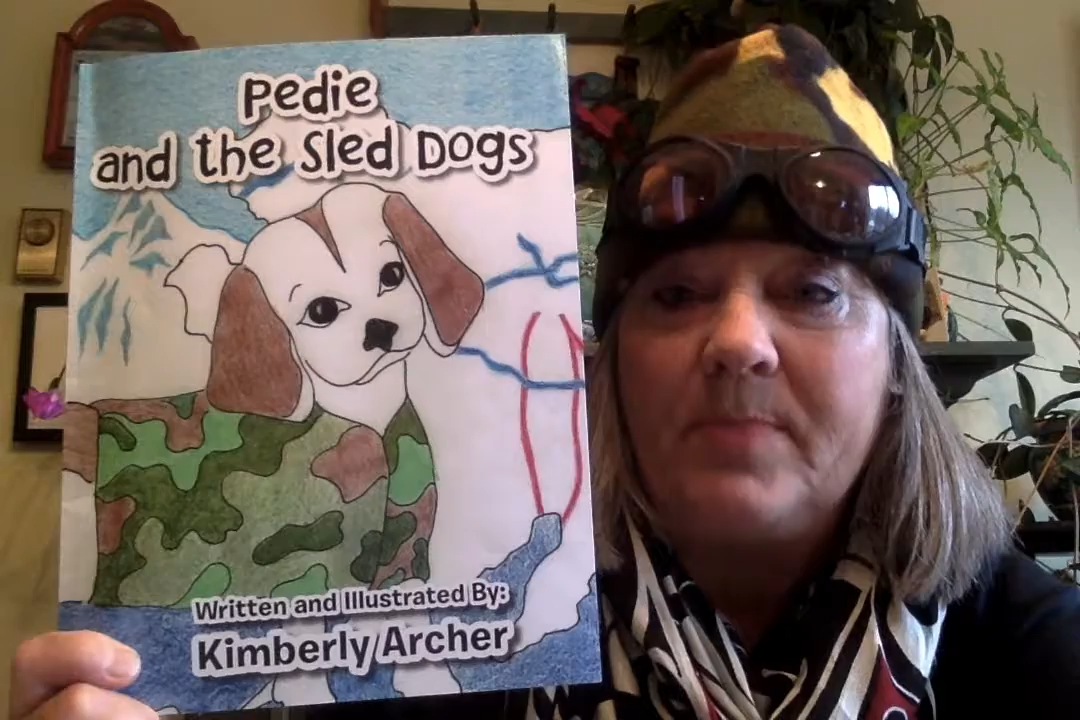 Pedie
and the Sled Dogs
Written and Illustrated By:
Kimberly Archer